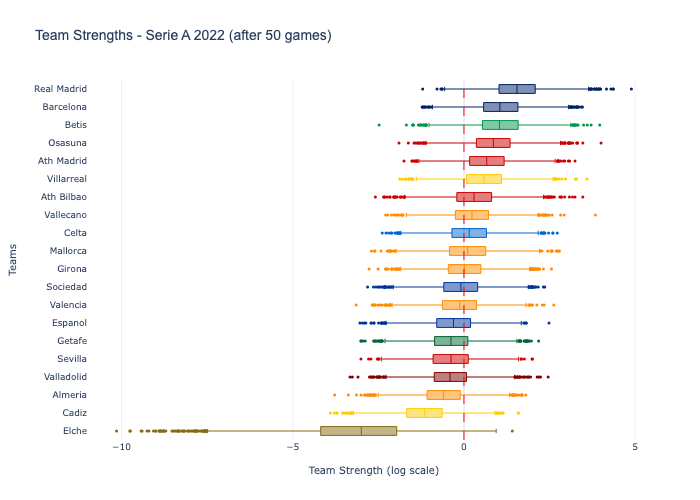 Team Strengths - Serie A 2022 (after 50 games)
Teams
Real Madrid
Barcelona
Betis
Osasuna
Ath Madrid
Villarreal
Ath Bilbao
Vallecano
Celta
Mallorca
Girona
Sociedad
Valencia
Espanol
Getafe
Sevilla
Valladolid
Almeria
Cadiz
Elche
−10 −5 0 5
Team Strength (log scale)